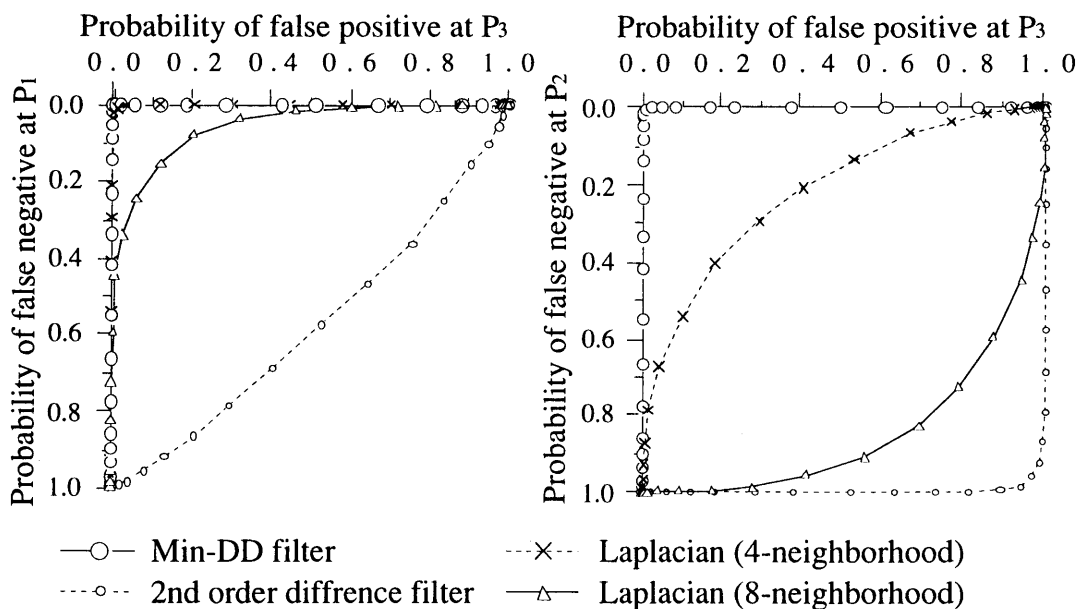 Probability of false positive at P3
0.0 0.2 0.4 0.6 0.8 1.0
Probability of false negative at P1
0.0
0.2
0.4
0.6
0.8
1.0
Probability of false positive at P3
0.0 0.2 0.4 0.6 0.8 1.0
Probability of false negative at P2
0.0
0.2
0.4
0.6
0.8
1.0
Min-DD filter
2nd order diffrence filter
Laplacian (4-neighborhood)
Laplacian (8-neighborhood)